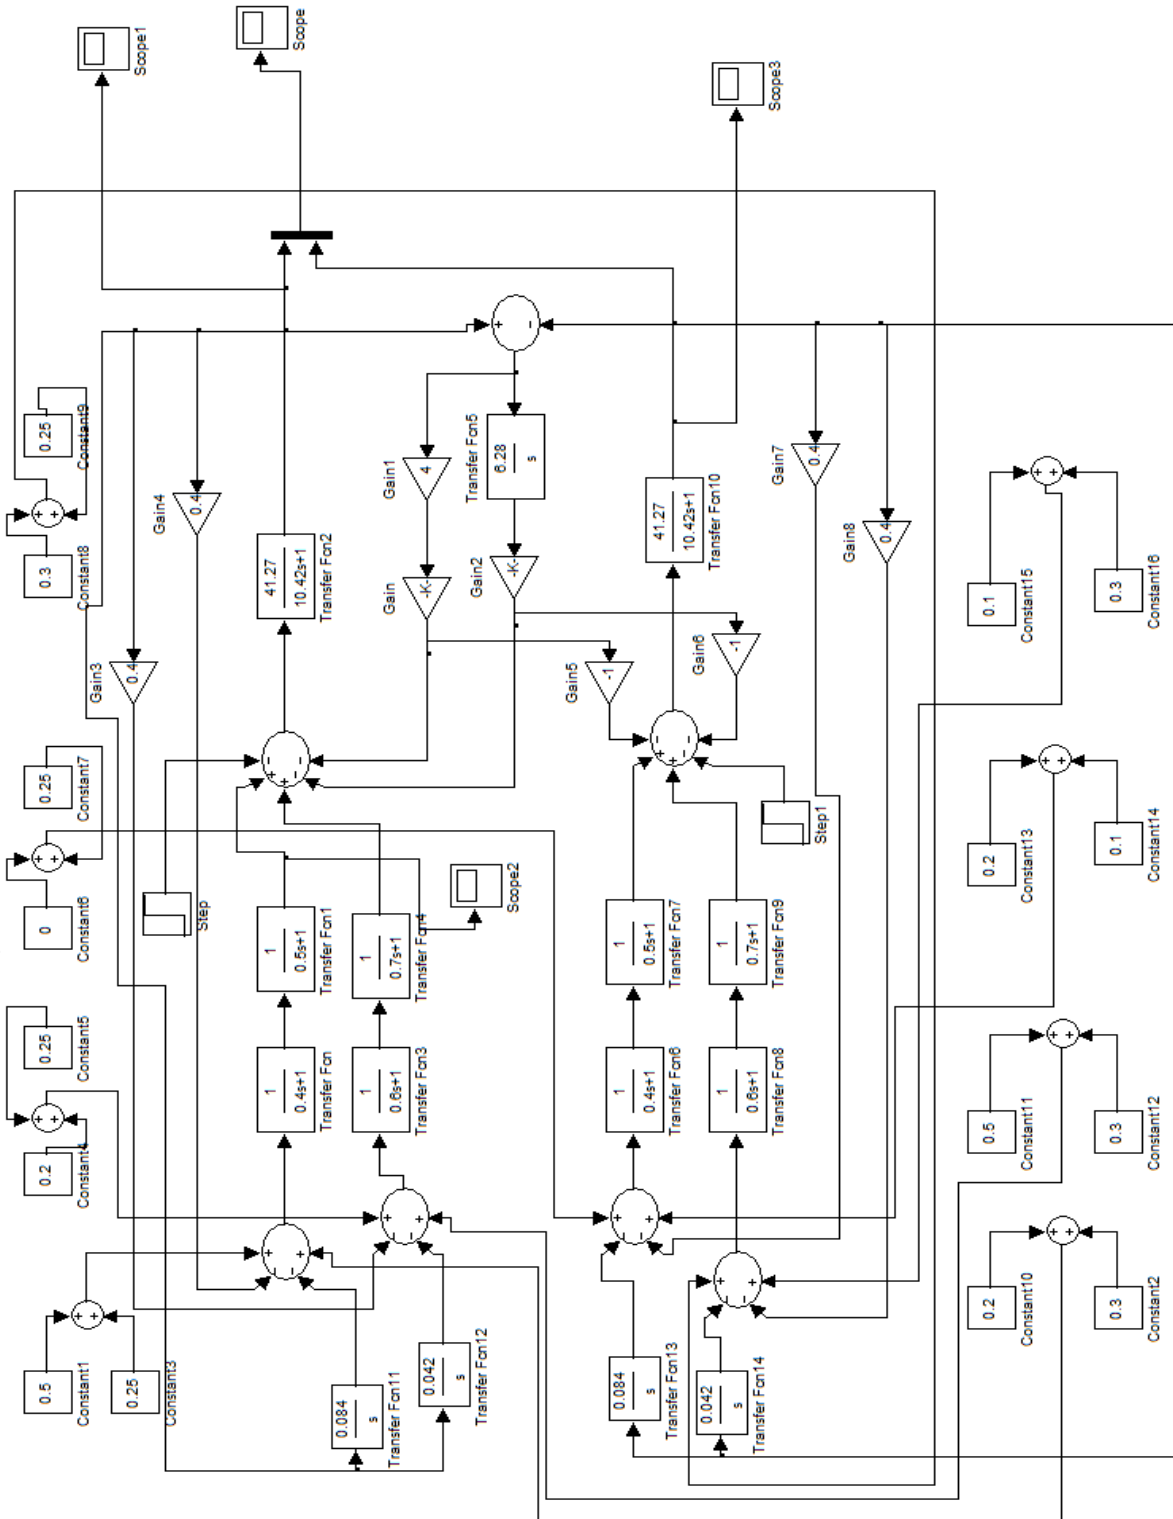 0.5
Constant1
0.25
Constant3
0.2
Constant4
0.25
Constant5
0
Constant6
0.25
Constant7
0.3
Constant8
0.25
Constant9
Gain3
0.4
Scope1
Step
Gain4
0.4
Scope
1
0.4s+1
Transfer Fcn
1
0.5s+1
Transfer Fcn1
41.27
10.42s+1
Transfer Fcn2
0.084
s
Transfer Fcn11
1
0.6s+1
Transfer Fcn3
1
0.7s+1
Transfer Fcn4
Gain
-K-
Gain1
4
0.042
s
Transfer Fcn12
Scope2
Gain2
-K-
Transfer Fcn5
6.28
s
Gain5
-1
0.084
s
Transfer Fcn13
1
0.4s+1
Transfer Fcn6
1
0.5s+1
Transfer Fcn7
41.27
10.42s+1
Transfer Fcn10
Gain6
-1
0.042
s
Transfer Fcn14
1
0.6s+1
Transfer Fcn8
1
0.7s+1
Transfer Fcn9
Scope3
Step1
Gain7
0.4
Gain8
0.4
0.2
Constant10
0.5
Constant11
0.2
Constant13
0.1
Constant15
0.3
Constant2
0.3
Constant12
0.1
Constant14
0.3
Constant16